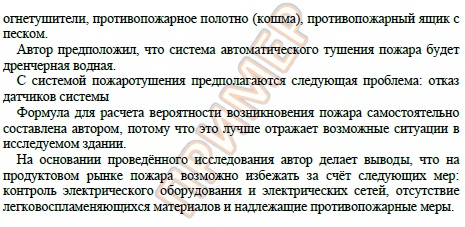 огнетушители, противопожарное полотно (кошма), противопожарный ящик с
песком.
Автор предположил, что система автоматического тушения пожара будет
дренчерная водная.
С системой пожаротушения предполагаются следующая проблема: отказ
датчиков системы
Формула для расчета вероятности возникновения пожара самостоятельно
составлена автором, потому что это лучше отражает возможные ситуации в
исследуемом здании.
На основании проведённого исследования автор делает выводы, что на
продуктовом рынке пожара возможно избежать за счёт следующих мер:
контроль электрического оборудования и электрических сетей, отсутствие
легковоспламеняющихся материалов и надлежащие противопожарные меры.
ПРИМЕР